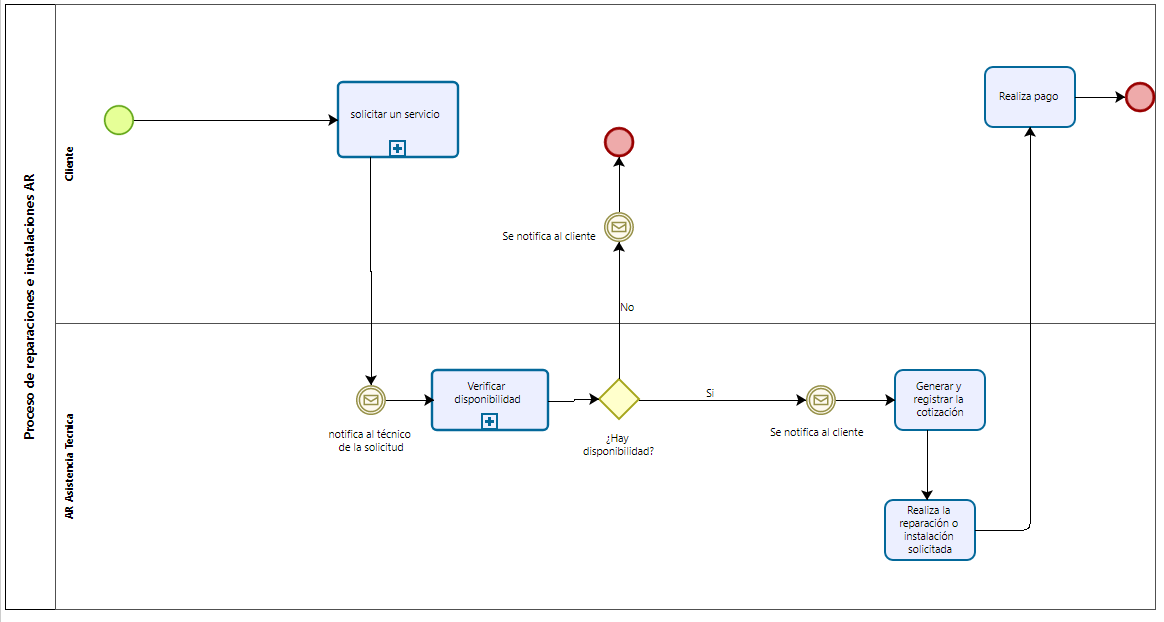 Proceso de reparaciones e instalaciones AR
Cliente
solicitar un servicio
Realiza pago
Se notifica al cliente
No
AR Asistencia Tecnica
notifica al técnico
de la solicitud
Verificar
disponibilidad
¿Hay
disponibilidad?
Si
Se notifica al cliente
Generar y
registrar la
cotización
Realiza la
reparación o
instalación
solicitada